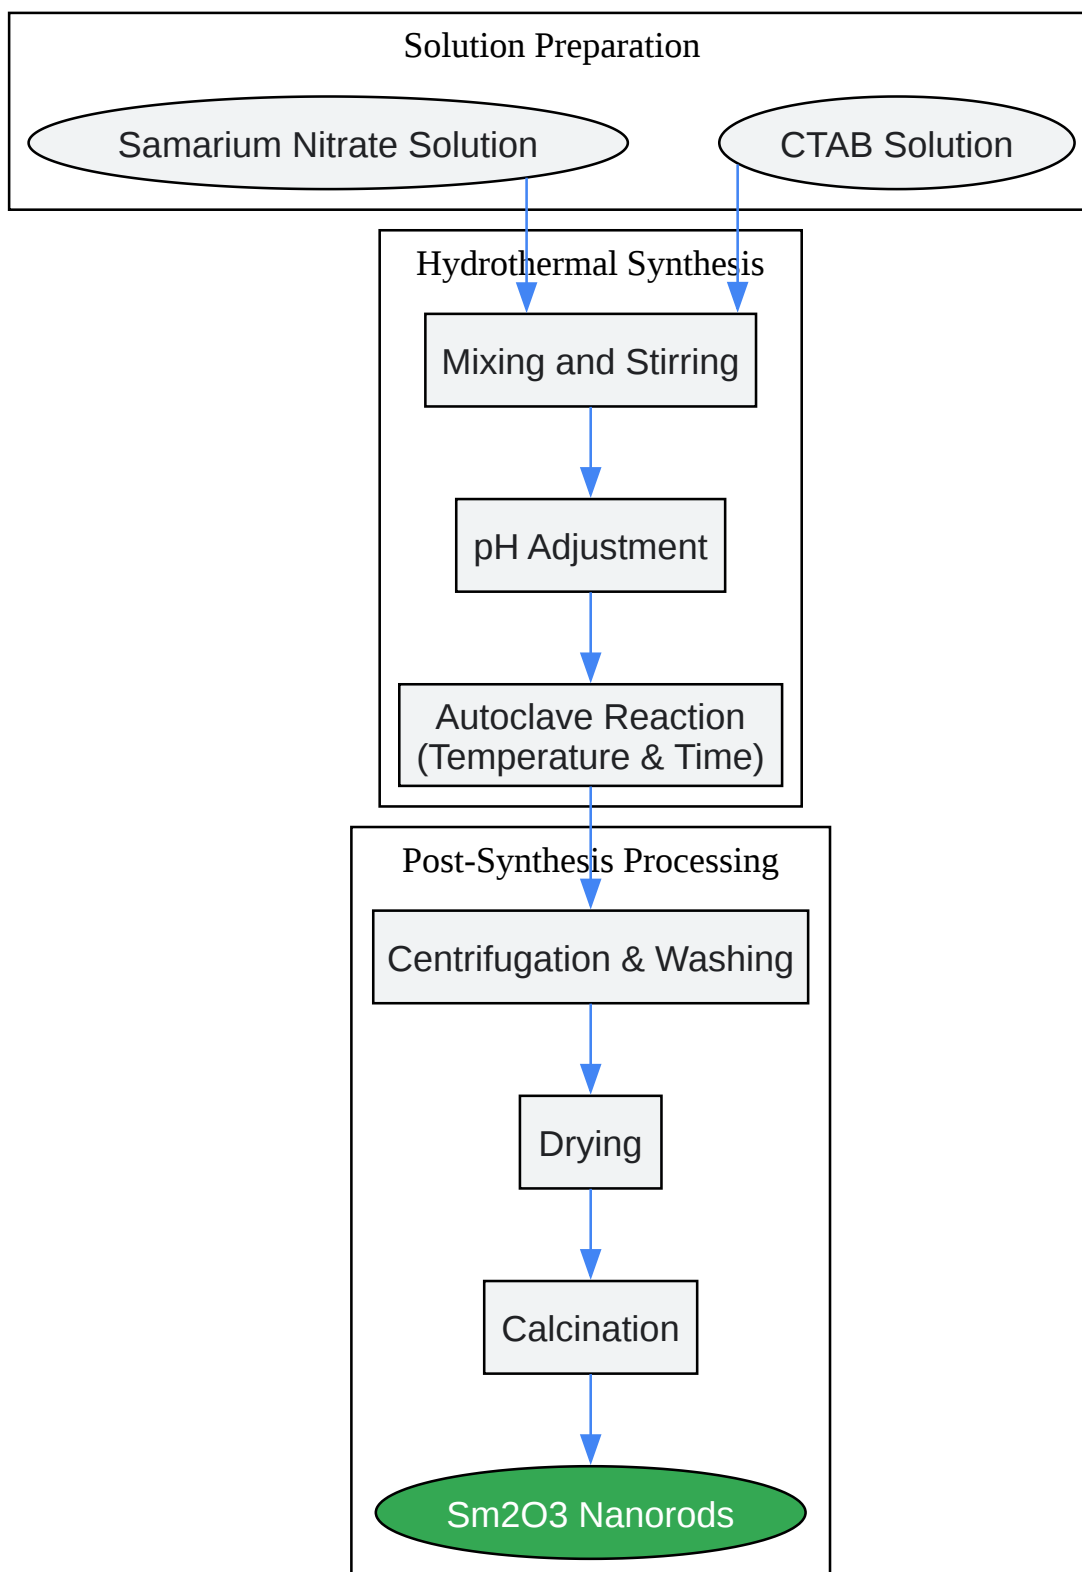 Solution Preparation
Samarium Nitrate Solution
CTAB Solution
Hydrothermal Synthesis
Mixing and Stirring
pH Adjustment
Autoclave Reaction
(Temperature & Time)
Post-Synthesis Processing
Centrifugation & Washing
Drying
Calcination
Sm2O3 Nanorods